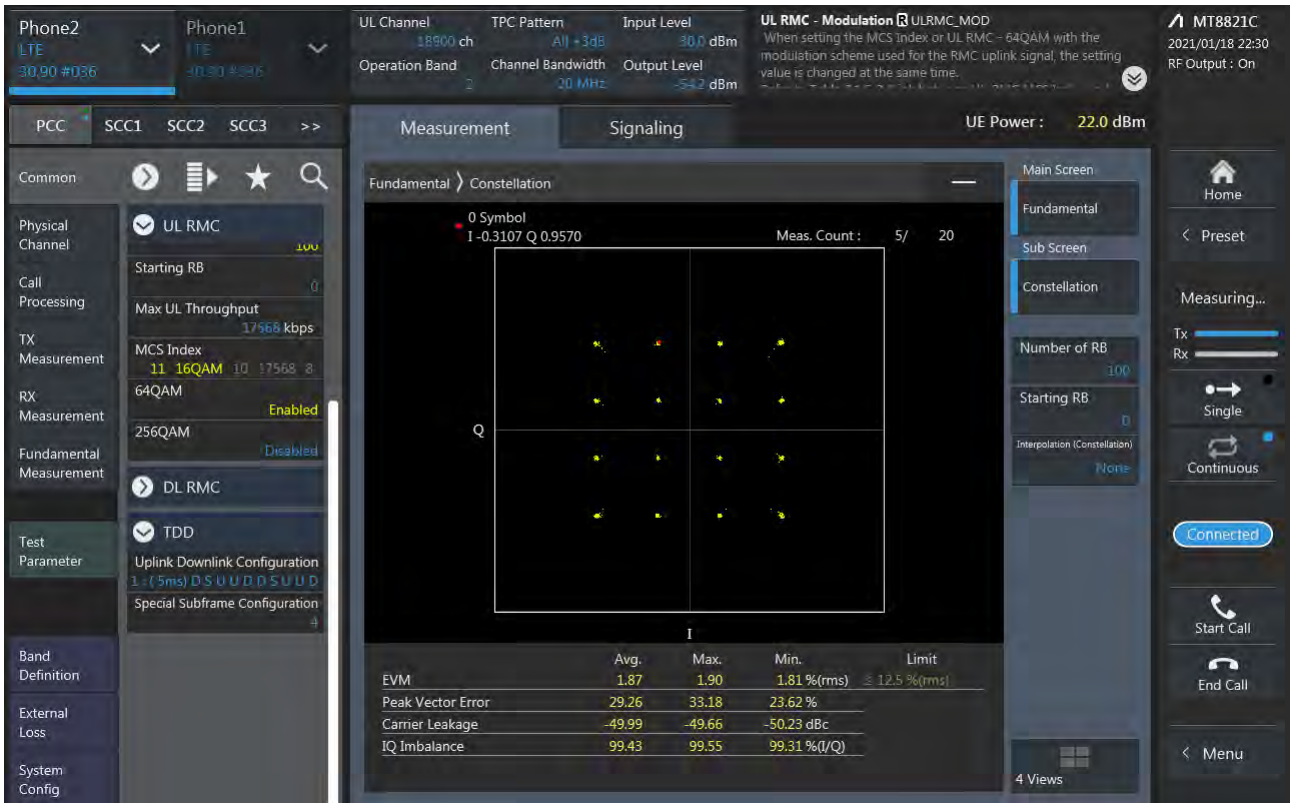 Phone2
LTE
30.90 #036
Phone1
LTE
30.90 #036
UL Channel
18900 ch
Operation Band
2
TPC Pattern
All +3dB
Channel Bandwidth
20 MHz
Input Level
30.0 dBm
Output Level
-54.2 dBm
UL RMC - Modulation R ULRMC_MOD
When setting the MCS Index or UL RMC – 64QAM with the
modulation scheme used for the RMC uplink signal, the setting
value is changed at the same time.
MT8821C
2021/01/18 22:30
RF Output : On
PCC SCC1 SCC2 SCC3 >>
Measurement
Signaling
UE Power : 22.0 dBm
Common
Physical
Channel
Call
Processing
TX
Measurement
RX
Measurement
Fundamental
Measurement
Test
Parameter
Band
Definition
External
Loss
System
Config
UL RMC
100
Starting RB
0
Max UL Throughput
17568 kbps
MCS Index
11 16QAM 10 17568 8
64QAM
Enabled
256QAM
Disabled
DL RMC
TDD
Uplink Downlink Configuration
1 : ( 5ms) D S U U D D S U U D
Special Subframe Configuration
4
Fundamental 〉 Constellation
0 Symbol
I -0.3107 Q 0.9570
Meas. Count : 5/ 20
Q
I
Avg. Max. Min. Limit
EVM 1.87 1.90 1.81 %(rms) ≤ 12.5 %(rms)
Peak Vector Error 29.26 33.18 23.62 %
Carrier Leakage -49.99 -49.66 -50.23 dBc
IQ Imbalance 99.43 99.55 99.31 %(I/Q)
Main Screen
Fundamental
Sub Screen
Constellation
Number of RB
100
Starting RB
0
Interpolation (Constellation)
None
4 Views
Home
< Preset
Measuring...
Tx
Rx
Single
Continuous
Connected
Start Call
End Call
< Menu